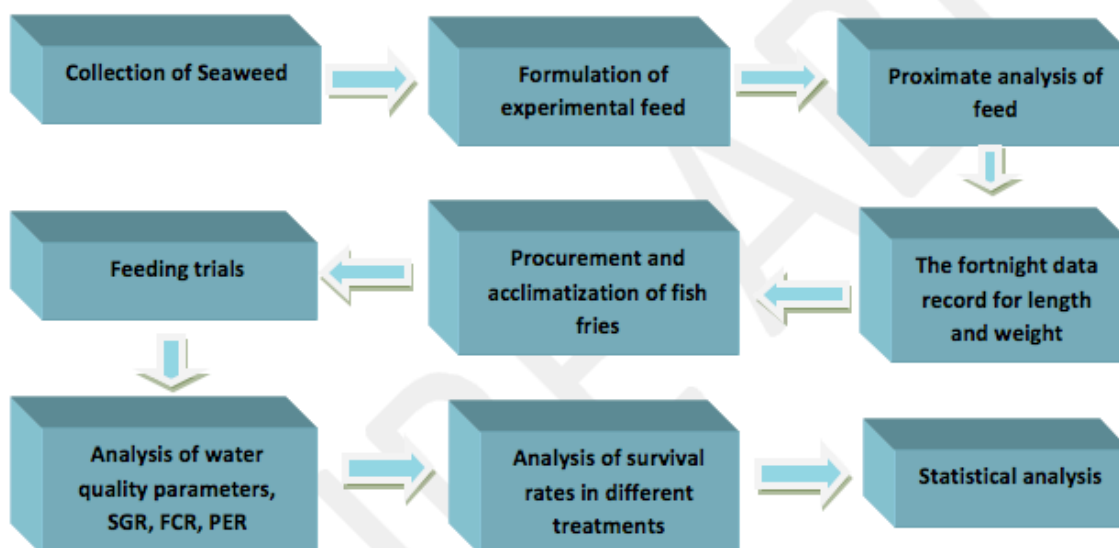 Collection of Seaweed
Formulation of
experimental feed
Proximate analysis of
feed
The fortnight data
record for length
and weight
Procurement and
acclimatization of fish
fries
Feeding trials
Analysis of water
quality parameters,
SGR, FCR, PER
Analysis of survival
rates in different
treatments
Statistical analysis